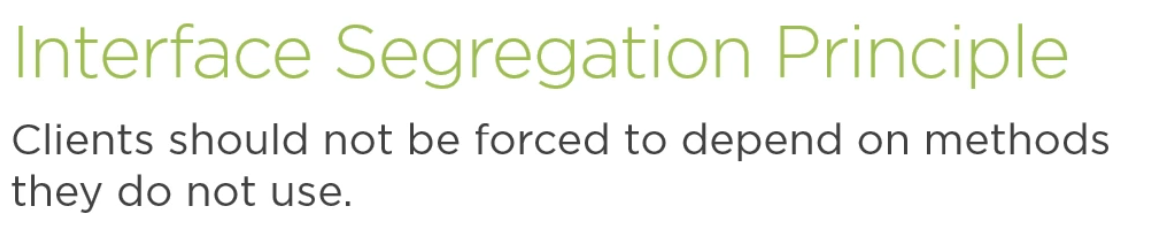 Interface Segregation Principle
Clients should not be forced to depend on methods
they do not use.